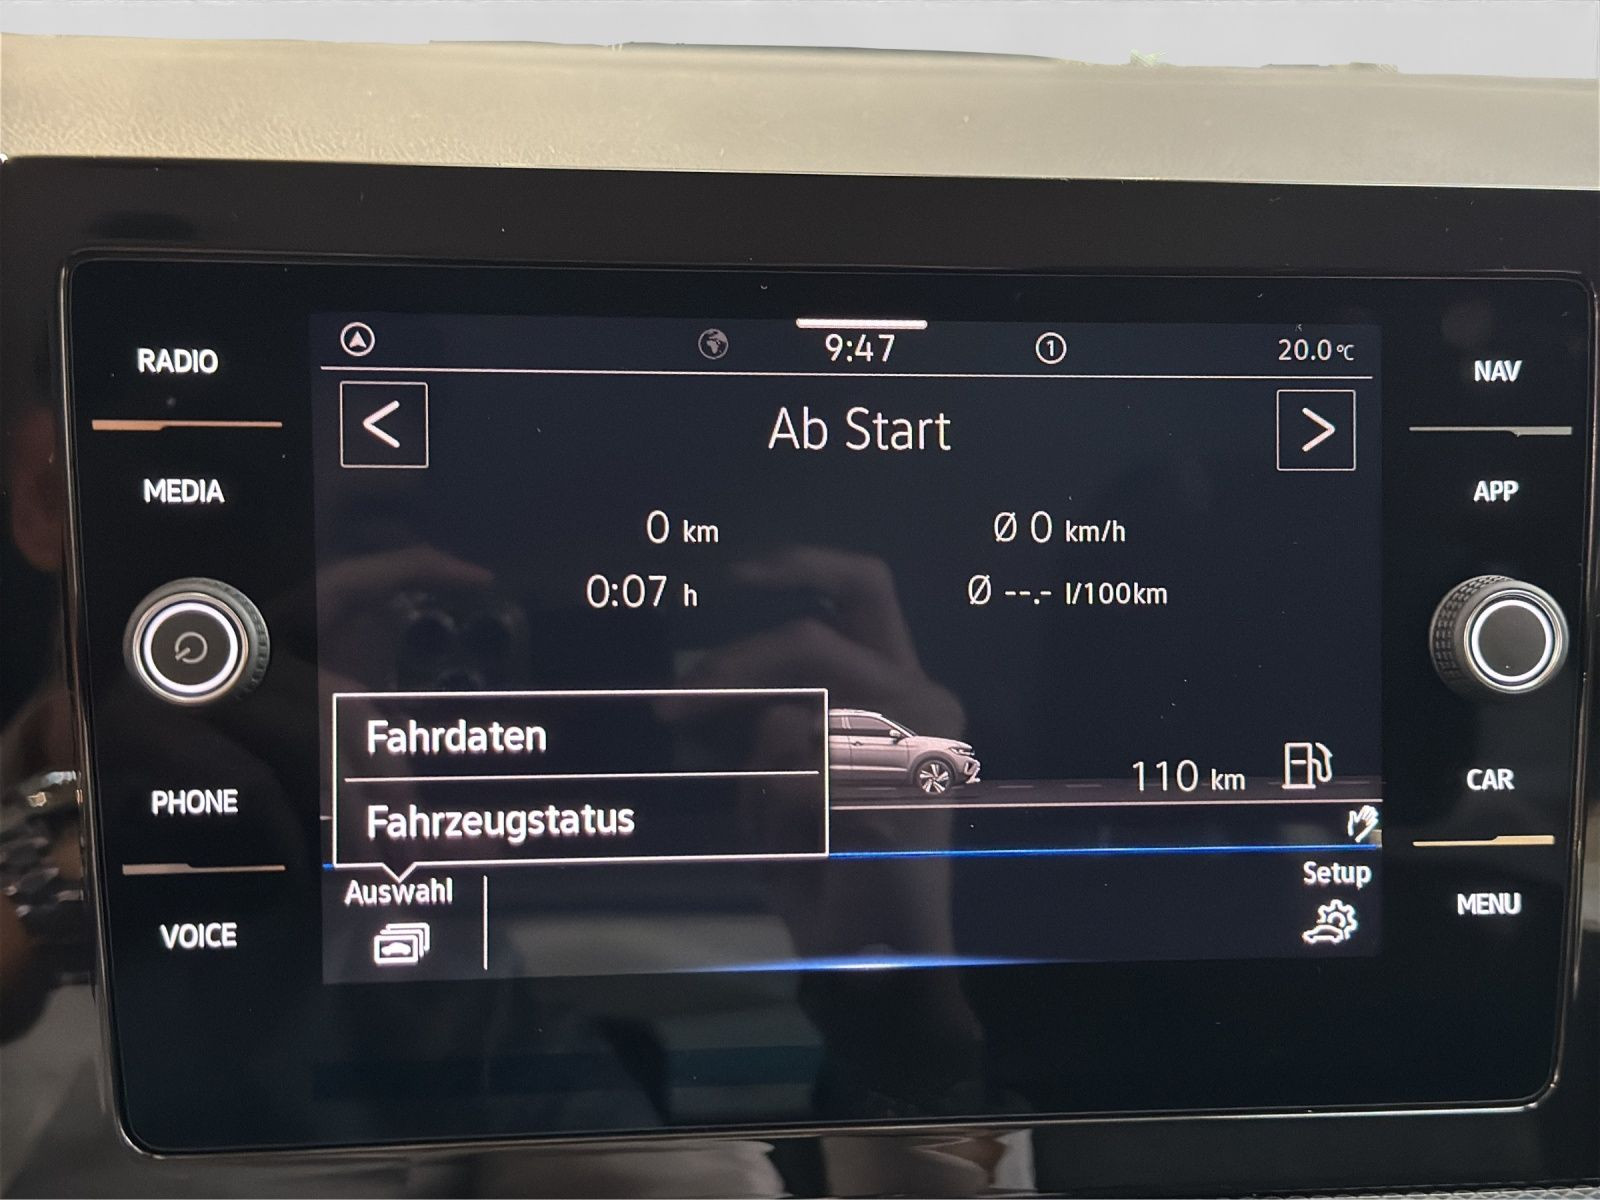 RADIO
MEDIA
PHONE
VOICE
9:47
1
20.0°C
<
Ab Start
>
0 km
Ø 0 km/h
0:07 h
Ø --.- l/100km
Fahrdaten
Fahrzeugstatus
110 km
Auswahl
Setup
NAV
APP
CAR
MENU